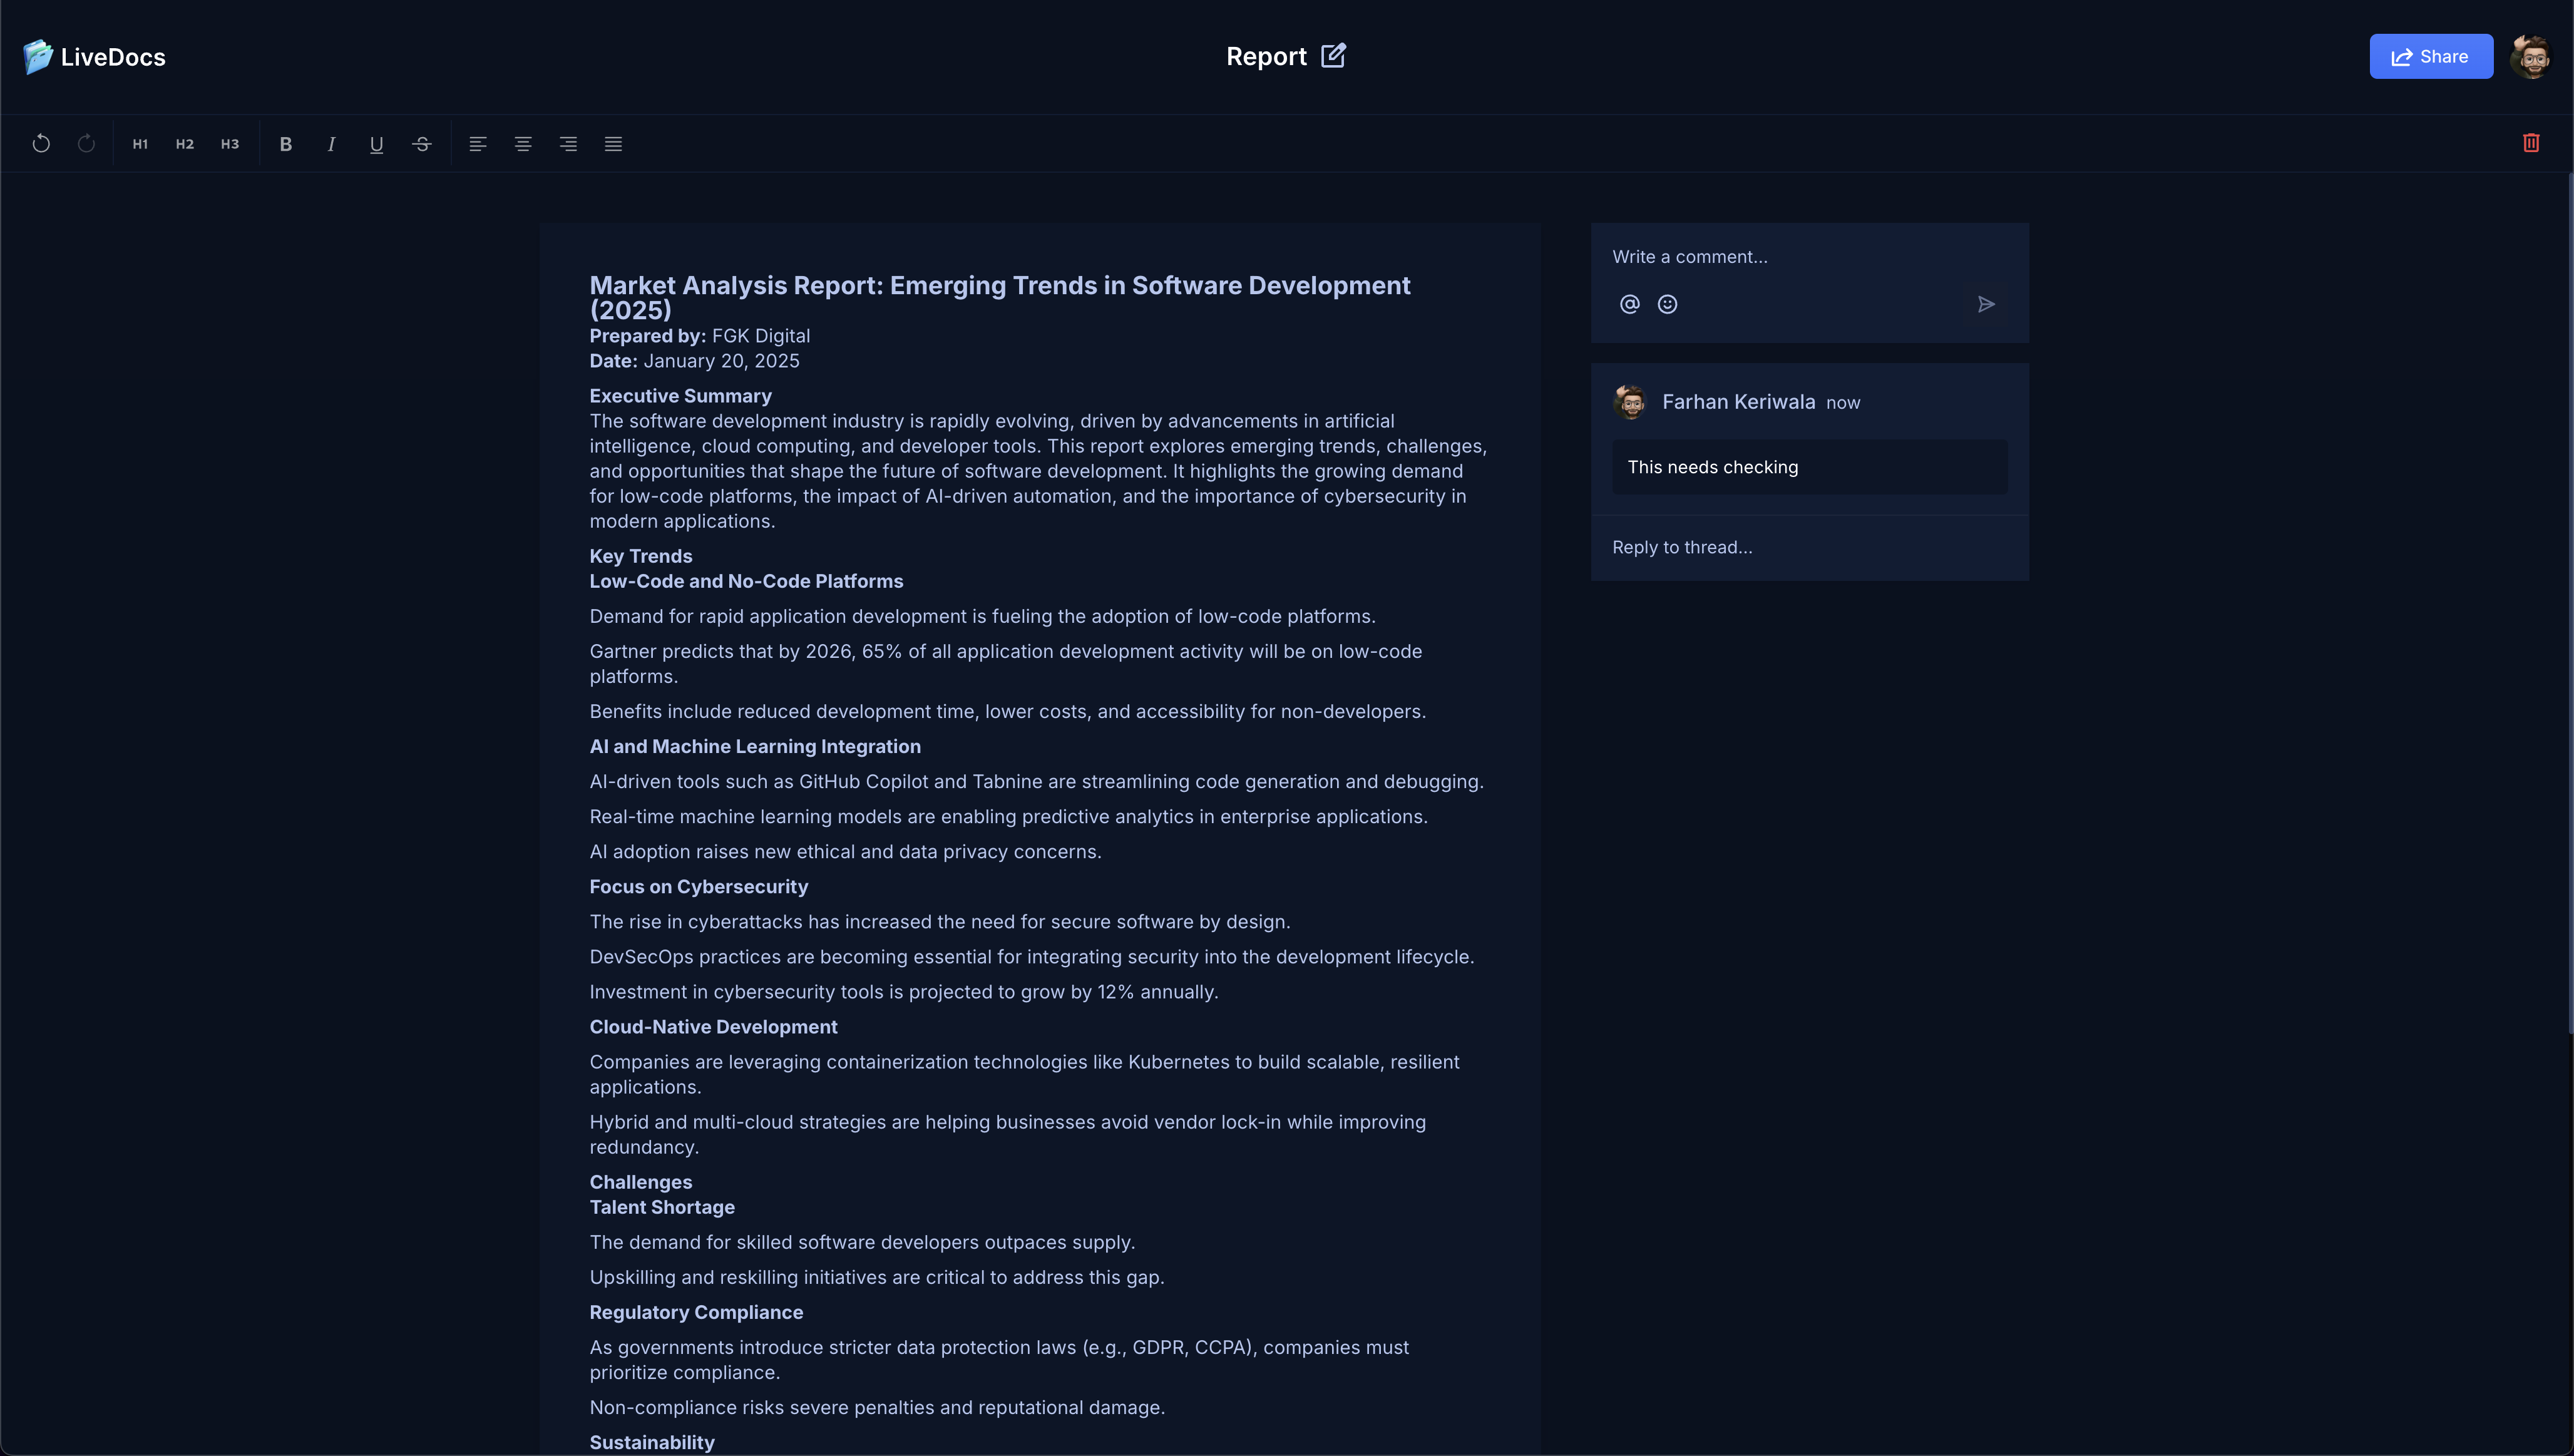 LiveDocs
Report
Share
H1 H2 H3 B I U S
Market Analysis Report: Emerging Trends in Software Development
(2025)
Prepared by: FGK Digital
Date: January 20, 2025
Executive Summary
The software development industry is rapidly evolving, driven by advancements in artificial
intelligence, cloud computing, and developer tools. This report explores emerging trends, challenges,
and opportunities that shape the future of software development. It highlights the growing demand
for low-code platforms, the impact of AI-driven automation, and the importance of cybersecurity in
modern applications.
Key Trends
Low-Code and No-Code Platforms
Demand for rapid application development is fueling the adoption of low-code platforms.
Gartner predicts that by 2026, 65% of all application development activity will be on low-code
platforms.
Benefits include reduced development time, lower costs, and accessibility for non-developers.
AI and Machine Learning Integration
AI-driven tools such as GitHub Copilot and Tabnine are streamlining code generation and debugging.
Real-time machine learning models are enabling predictive analytics in enterprise applications.
AI adoption raises new ethical and data privacy concerns.
Focus on Cybersecurity
The rise in cyberattacks has increased the need for secure software by design.
DevSecOps practices are becoming essential for integrating security into the development lifecycle.
Investment in cybersecurity tools is projected to grow by 12% annually.
Cloud-Native Development
Companies are leveraging containerization technologies like Kubernetes to build scalable, resilient
applications.
Hybrid and multi-cloud strategies are helping businesses avoid vendor lock-in while improving
redundancy.
Challenges
Talent Shortage
The demand for skilled software developers outpaces supply.
Upskilling and reskilling initiatives are critical to address this gap.
Regulatory Compliance
As governments introduce stricter data protection laws (e.g., GDPR, CCPA), companies must
prioritize compliance.
Non-compliance risks severe penalties and reputational damage.
Sustainability
Write a comment…
@
Farhan Keriwala now
This needs checking
Reply to thread…